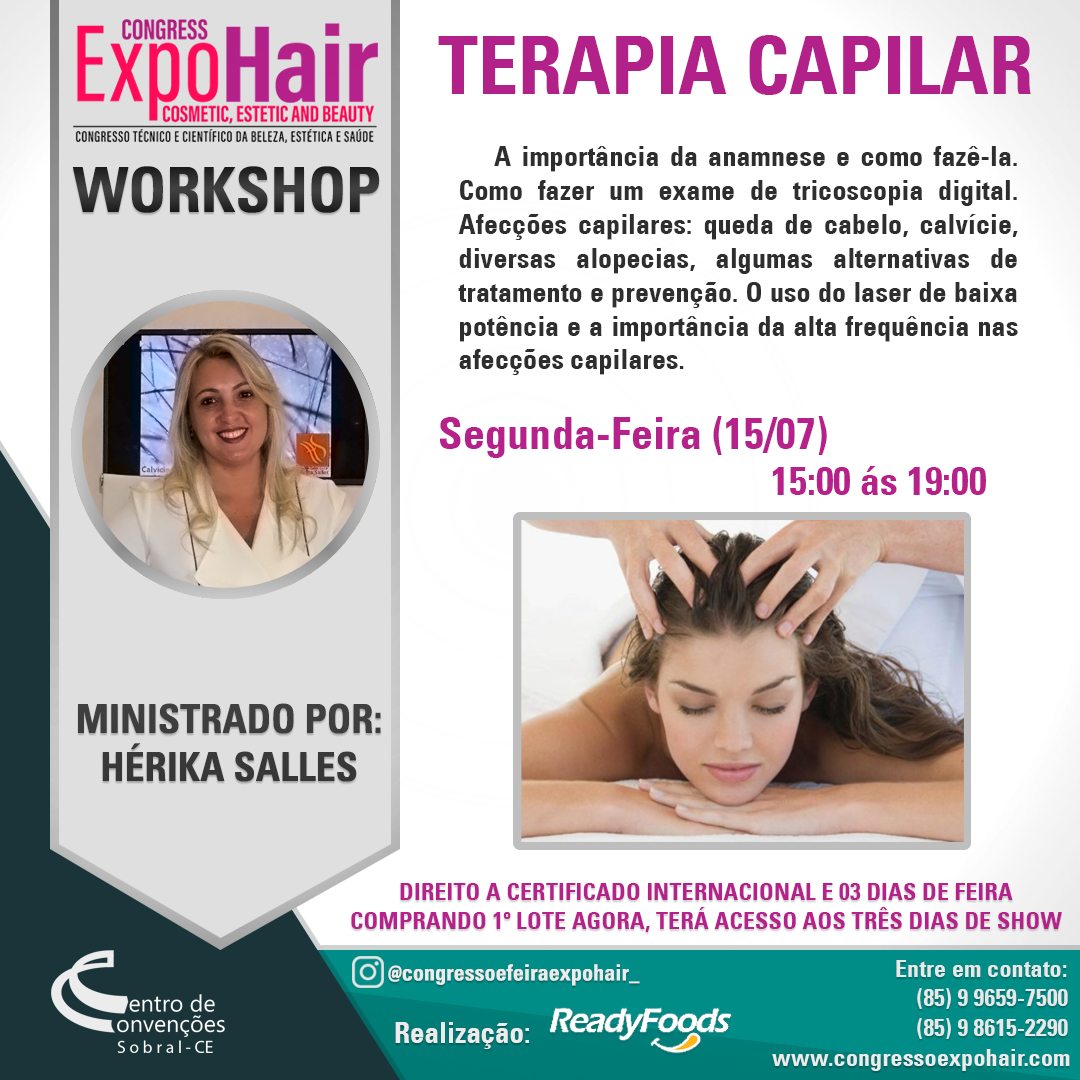 CONGRESS
ExpoHair
COSMETIC, ESTETIC AND BEAUTY
CONGRESSO TÉCNICO E CIENTÍFICO DA BELEZA, ESTÉTICA E SAÚDE
WORKSHOP
Calvície
MINISTRADO POR:
HÉRIKA SALLES
TERAPIA CAPILAR
A importância da anamnese e como fazê-la.
Como fazer um exame de tricoscopia digital.
Afecções capilares: queda de cabelo, calvície,
diversas alopecias, algumas alternativas de
tratamento e prevenção. O uso do laser de baixa
potência e a importância da alta frequência nas
afecções capilares.
Segunda-Feira (15/07)
15:00 ás 19:00
DIREITO A CERTIFICADO INTERNACIONAL E 03 DIAS DE FEIRA
COMPRANDO 1º LOTE AGORA, TERÁ ACESSO AOS TRÊS DIAS DE SHOW
Centro de
Convenções
Sobral-CE
@congressoefeiraexpohair_
Realização: ReadyFoods
Entre em contato:
(85) 9 9659-7500
(85) 9 8615-2290
www.congressoexpohair.com